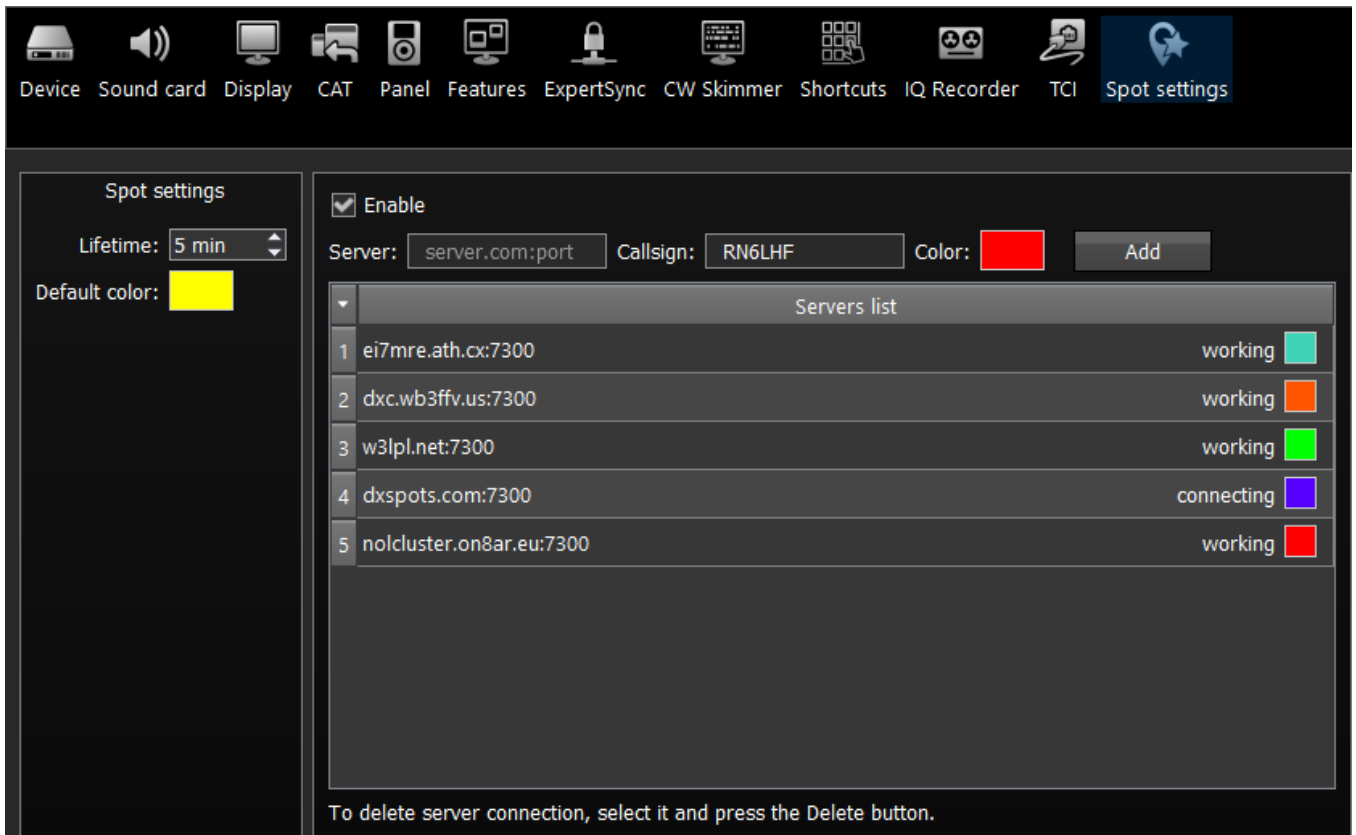 Device Sound card Display CAT Panel Features ExpertSync CW Skimmer Shortcuts IQ Recorder TCI Spot settings
Spot settings
Lifetime: 5 min
Default color:
Enable
Server: server.com:port Callsign: RN6LHF Color: Add
Servers list
1 ei7mre.ath.cx:7300 working
2 dxc.wb3ffv.us:7300 working
3 w3lpl.net:7300 working
4 dxspots.com:7300 connecting
5 nolcluster.on8ar.eu:7300 working
To delete server connection, select it and press the Delete button.